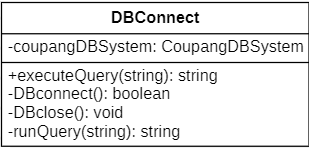 DBConnect
-coupangDBSystem: CoupangDBSystem
+executeQuery(string): string
-DBconnect(): boolean
-DBclose(): void
-runQuery(string): string